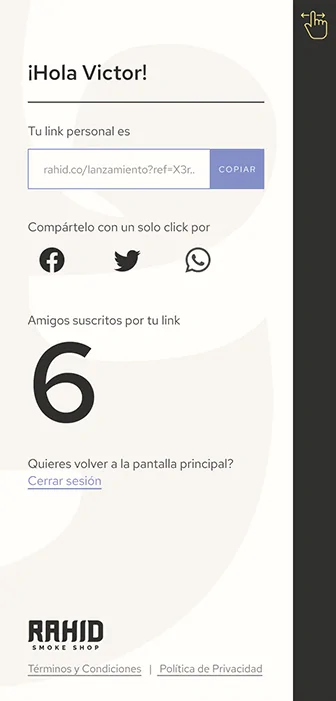 ¡Hola Victor!
Tu link personal es
rahid.co/lanzamiento?ref=X3r..
COPIAR
Compártelo con un solo click por
Amigos suscritos por tu link
6
Quieres volver a la pantalla principal?
Cerrar sesión
RAHID
SMOKE SHOP
Términos y Condiciones | Política de Privacidad